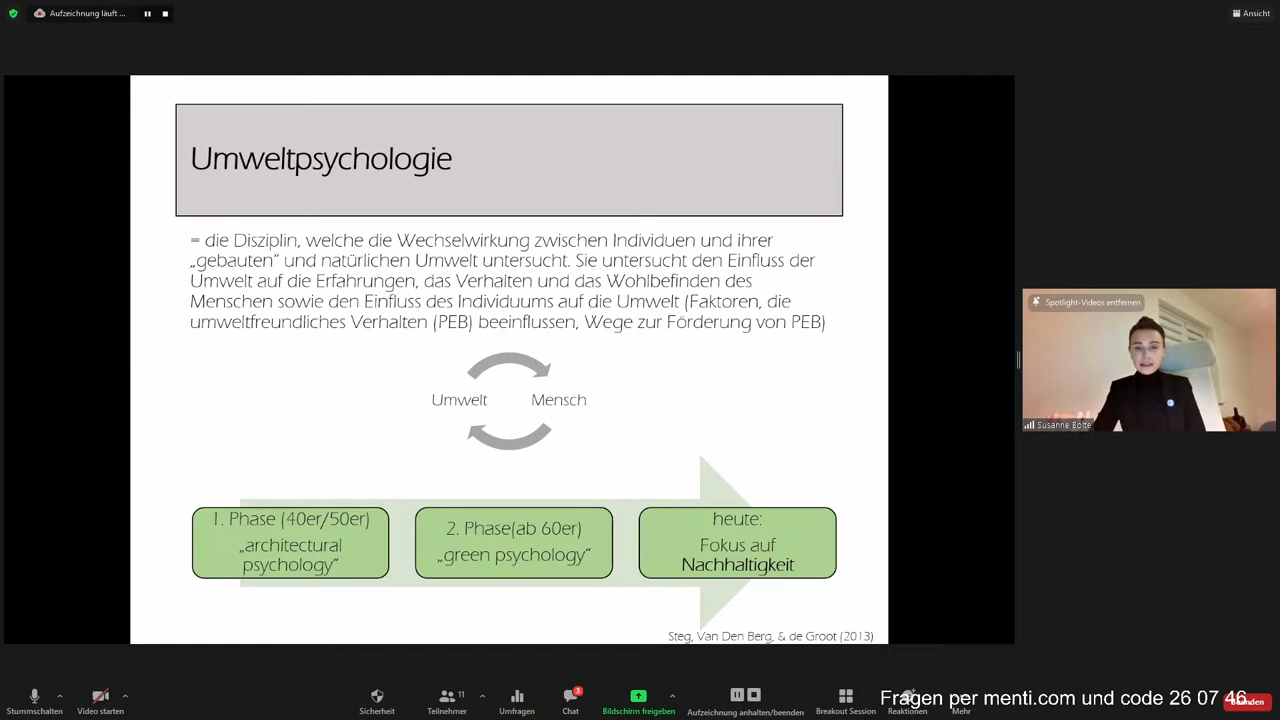 Aufzeichnung läuft ...
Ansicht
Umweltpsychologie
= die Disziplin, welche die Wechselwirkung zwischen Individuen und ihrer
„gebauten“ und natürlichen Umwelt untersucht. Sie untersucht den Einfluss der
Umwelt auf die Erfahrungen, das Verhalten und das Wohlbefinden des
Menschen sowie den Einfluss des Individuums auf die Umwelt (Faktoren, die
umweltfreundliches Verhalten (PEB) beeinflussen, Wege zur Förderung von PEB)
Umwelt Mensch
1. Phase (40er/50er)
„architectural
psychology“
2. Phase(ab 60er)
„green psychology“
heute:
Fokus auf
Nachhaltigkeit
Steg, Van Den Berg, & de Groot (2013)
Spotlight-Videos entfernen
Susanne Bolte
Fragen per menti.com und code 26 07 46
Stummschalten
Video starten
Sicherheit
11
Teilnehmer
Umfragen
3
Chat
Bildschirm freigeben
Aufzeichnung anhalten/beenden
Breakout Session
Reaktionen
Mehr
Beenden